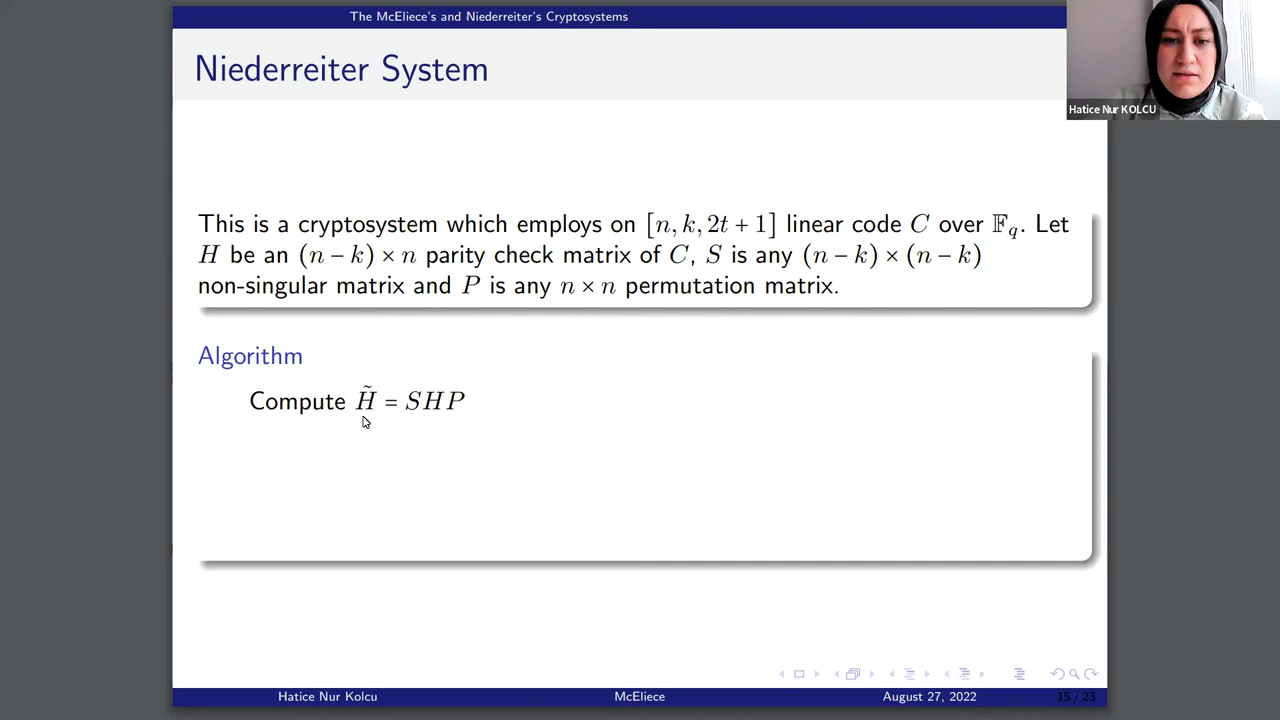 The McEliece's and Niederreiter's Cryptosystems
Niederreiter System
Hatice Nur KOLCU
This is a cryptosystem which employs on [n, k, 2t + 1] linear code C over 𝔽_q. Let
H be an (n − k) × n parity check matrix of C, S is any (n − k) × (n − k)
non-singular matrix and P is any n × n permutation matrix.
Algorithm
Compute H̃ = SHP
Hatice Nur Kolcu
McEliece
August 27, 2022
15 / 23